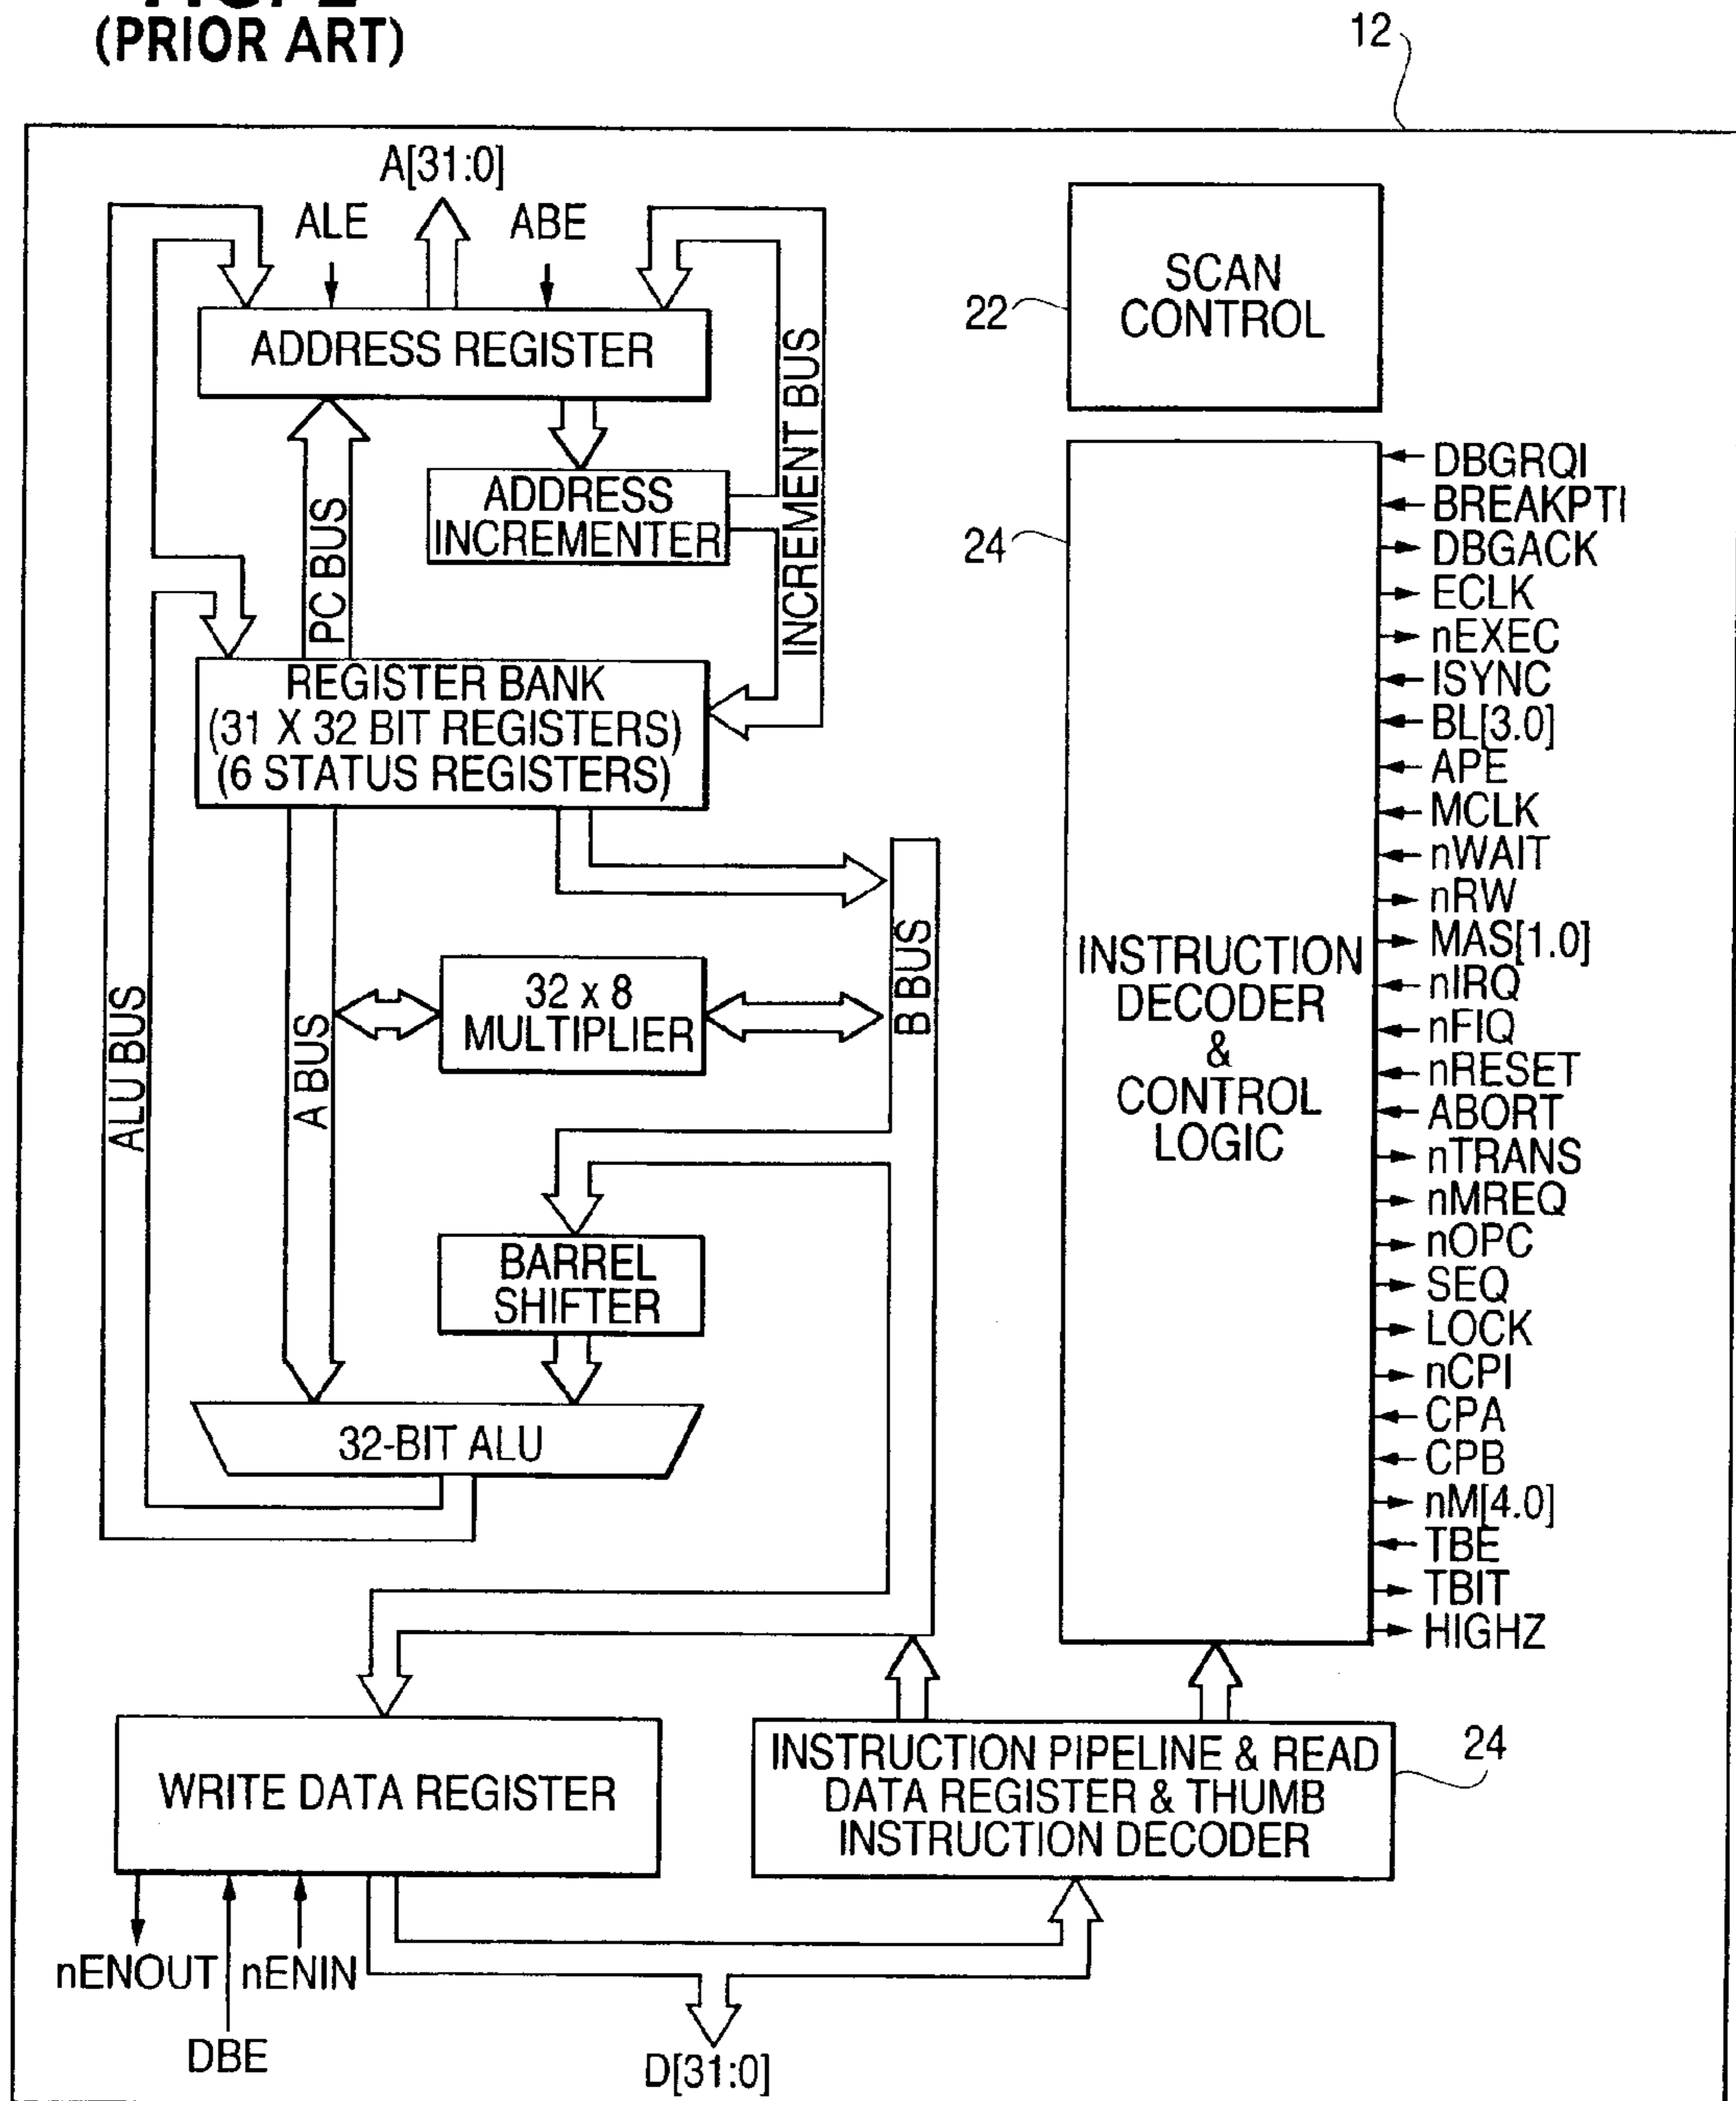 (PRIOR ART)
12
A[31:0]
ALE
ABE
ADDRESS REGISTER
PC BUS
ADDRESS
INCREMENTER
INCREMENT BUS
REGISTER BANK
(31 X 32 BIT REGISTERS)
(6 STATUS REGISTERS)
ALU BUS
A BUS
32 x 8
MULTIPLIER
B BUS
BARREL
SHIFTER
32-BIT ALU
WRITE DATA REGISTER
nENOUT
nENIN
DBE
D[31:0]
22
SCAN
CONTROL
24
INSTRUCTION
DECODER
&
CONTROL
LOGIC
DBGRQI
BREAKPTI
DBGACK
ECLK
nEXEC
ISYNC
BL[3.0]
APE
MCLK
nWAIT
nRW
MAS[1.0]
nIRQ
nFIQ
nRESET
ABORT
nTRANS
nMREQ
nOPC
SEQ
LOCK
nCPI
CPA
CPB
nM[4.0]
TBE
TBIT
HIGHZ
INSTRUCTION PIPELINE & READ
DATA REGISTER & THUMB
INSTRUCTION DECODER
24